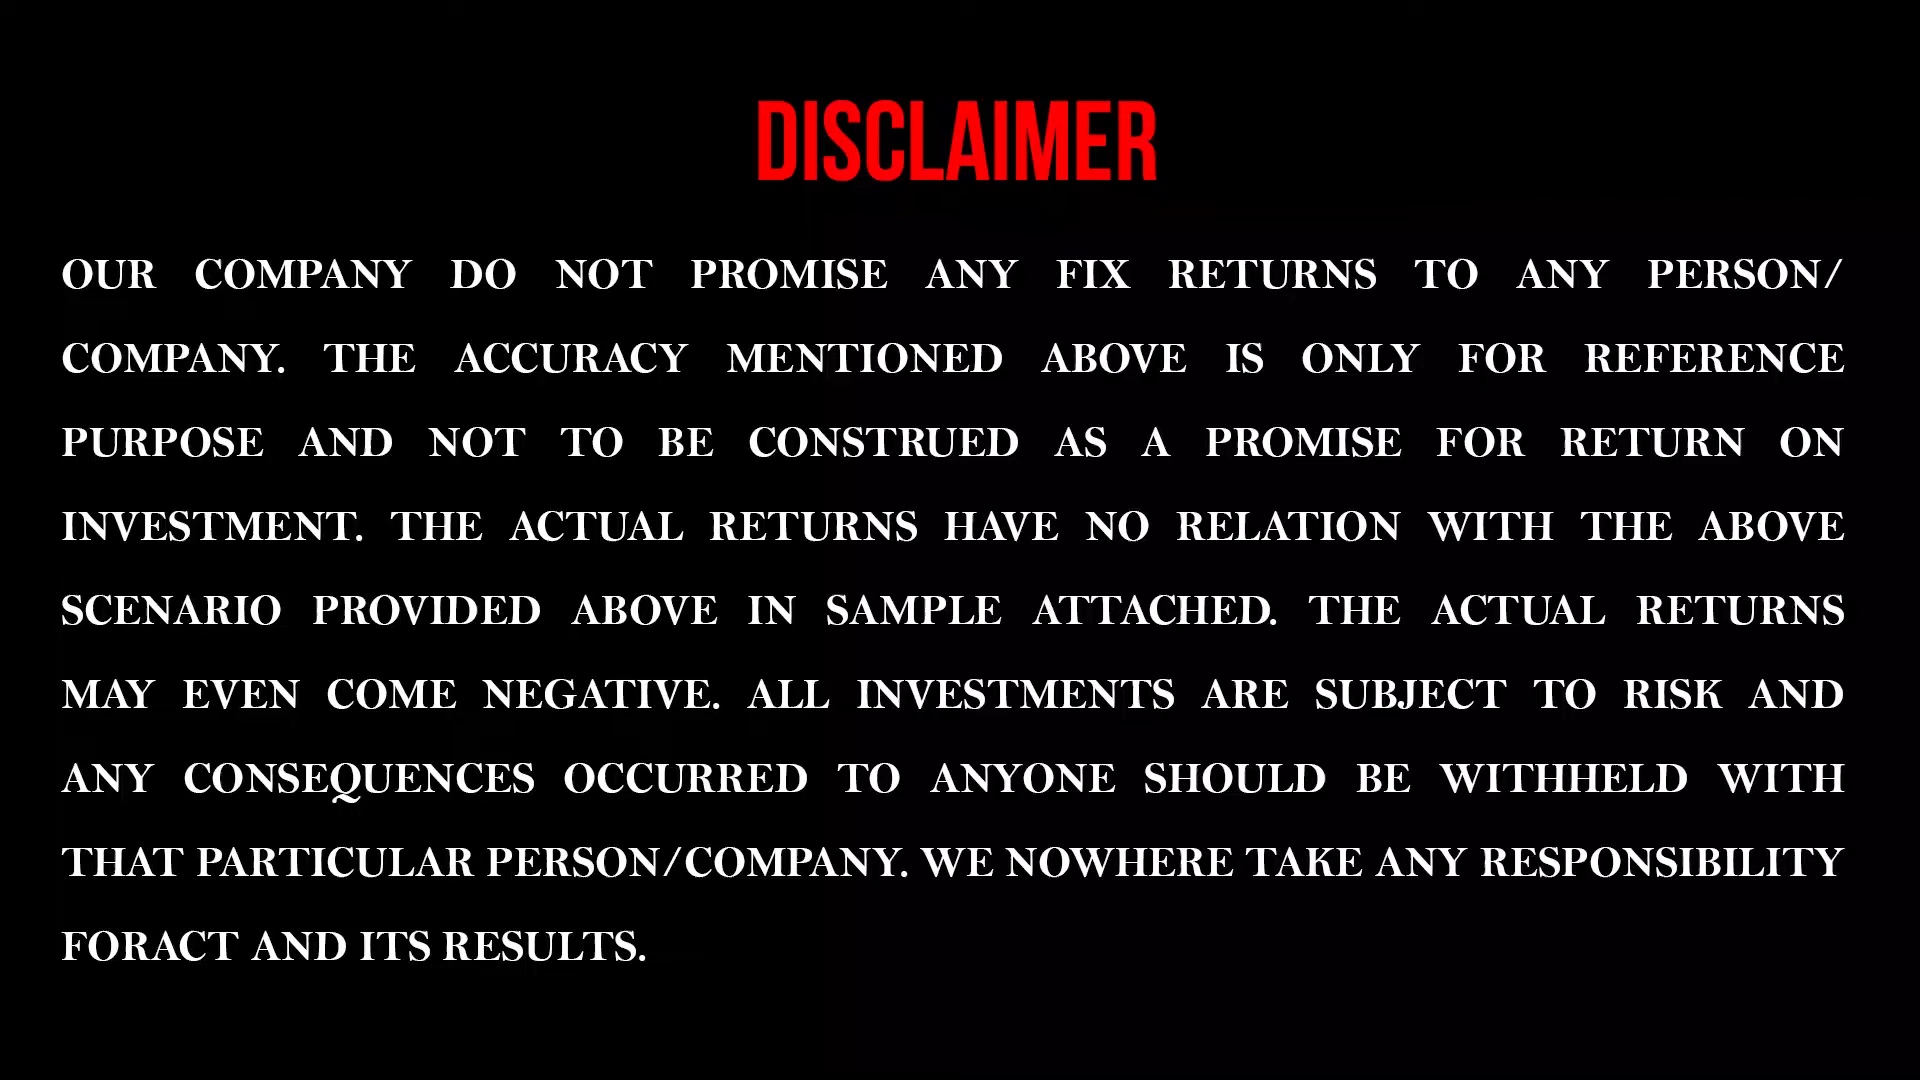 DISCLAIMER
OUR COMPANY DO NOT PROMISE ANY FIX RETURNS TO ANY PERSON/
COMPANY. THE ACCURACY MENTIONED ABOVE IS ONLY FOR REFERENCE
PURPOSE AND NOT TO BE CONSTRUED AS A PROMISE FOR RETURN ON
INVESTMENT. THE ACTUAL RETURNS HAVE NO RELATION WITH THE ABOVE
SCENARIO PROVIDED ABOVE IN SAMPLE ATTACHED. THE ACTUAL RETURNS
MAY EVEN COME NEGATIVE. ALL INVESTMENTS ARE SUBJECT TO RISK AND
ANY CONSEQUENCES OCCURRED TO ANYONE SHOULD BE WITHHELD WITH
THAT PARTICULAR PERSON/COMPANY. WE NOWHERE TAKE ANY RESPONSIBILITY
FORACT AND ITS RESULTS.